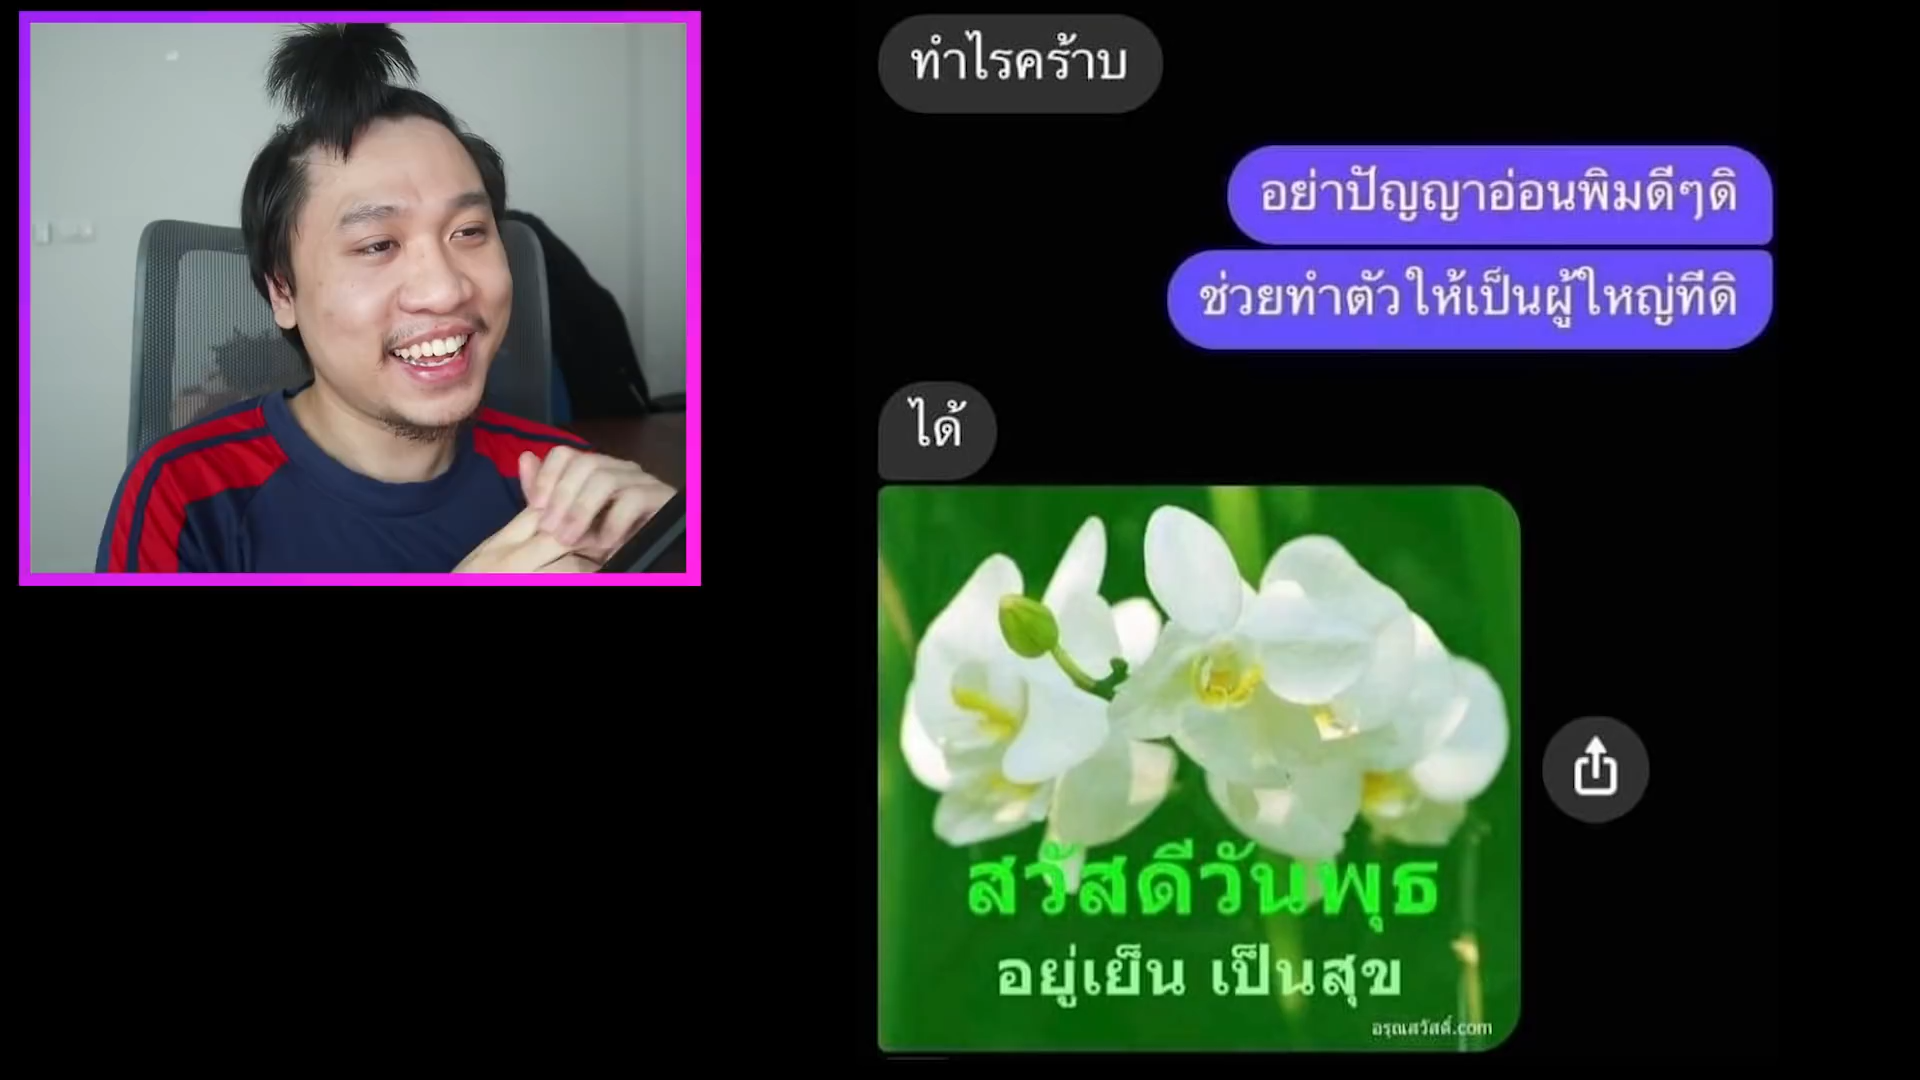 ทำไรคร้าบ
อย่าปัญญาอ่อนพิมดีๆดิ
ช่วยทำตัวให้เป็นผู้ใหญ่ทีดิ
ได้
สวัสดีวันพุธ
อยู่เย็น เป็นสุข
อรุณสวัสดิ์.com